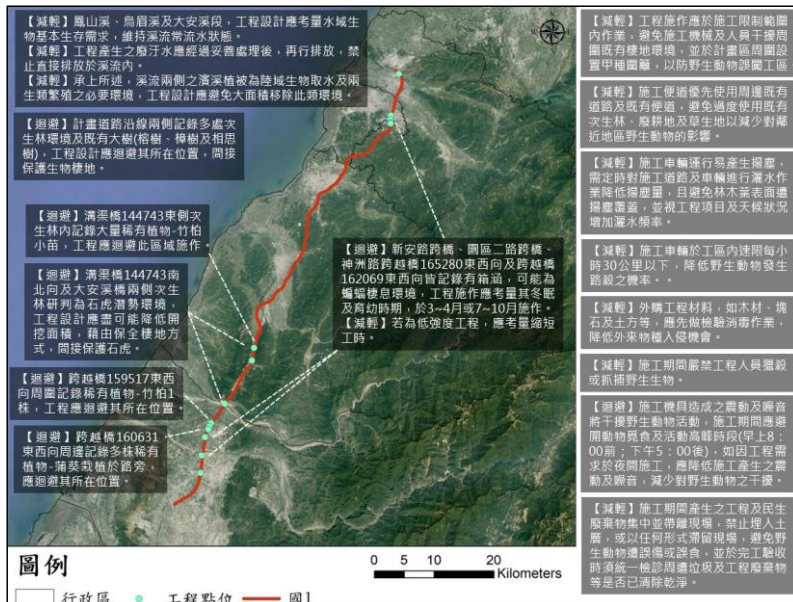 【減輕】鳳山溪、烏眉溪及大安溪段，工程設計應考量水域生
物基本生存需求，維持溪流常流水狀態。
【減輕】工程產生之廢汙水應經過妥善處理後，再行排放，禁
止直接排放於溪流內。
【減輕】承上所述，溪流兩側之濱溪植被為陸域生物取水及兩
生類繁殖之必要環境，工程設計應避免大面積移除此類環境。
【迴避】計畫道路沿線兩側記錄多處次
生林環境及既有大樹(榕樹、樟樹及相思
樹)，工程設計應迴避其所在位置，間接
保護生物棲地。
【迴避】溝渠橋144743東側次
生林內記錄大量稀有植物-竹柏
小苗，工程應迴避此區域施作。
【迴避】溝渠橋144743南
北向及大安溪橋兩側次生
林研判為石虎潛勢環境，
工程設計應盡可能降低開
挖面積，藉由保全棲地方
式，間接保護石虎。
【迴避】跨越橋159517東西
向周圍記錄稀有植物-竹柏1
株，工程應迴避其所在位置。
【迴避】跨越橋160631
東西向周邊記錄多株稀有
植物-蒲葵栽植於路旁，
應迴避其所在位置。
【迴避】新安路跨橋、園區二路跨橋、
神洲路跨越橋165280東西向及跨越橋
162069東西向皆記錄有箱涵，可能為
蝙蝠棲息環境，工程施作應考量其冬眠
及育幼時期，於3~4月或7~10月施作。
【減輕】若為低強度工程，應考量縮短
工時。
【減輕】工程施作應於施工限制範圍
內作業，避免施工機械及人員干擾周
圍既有棲地環境，並於計畫區周圍設
置甲種圍籬，以防野生動物誤闖工區
【減輕】施工便道優先使用周邊既有
道路及既有便道，避免過度使用既有
次生林、廢耕地及草生地以減少對鄰
近地區野生動物的影響。
【減輕】施工車輛運行易產生揚塵，
需定時對施工道路及車輛進行灑水作
業降低揚塵量，且避免林木葉表面遭
揚塵覆蓋，並視工程項目及天候狀況
增加灑水頻率。
【減輕】施工車輛於工區內速限每小
時30公里以下，降低野生動物發生
路殺之機率。。
【減輕】外購工程材料，如木材、塊
石及土方等，應先做檢驗消毒作業，
降低外來物種入侵機會。
【減輕】施工期間嚴禁工程人員獵殺
或抓捕野生生物。
【迴避】施工機具造成之震動及噪音
將干擾野生動物活動，施工期間應避
開動物覓食及活動高峰時段(早上8：
00前；下午5：00後)，如因工程需
求於夜間施工，應降低施工產生之震
動及噪音，減少對野生動物之干擾。
【減輕】施工期間產生之工程及民生
廢棄物集中並帶離現場，禁止埋入土
層，或以任何形式滯留現場，避免野
生動物遭誤傷或誤食，並於完工驗收
時須統一檢診周遭垃圾及工程廢棄物
等是否已清除乾淨。
圖例
0 5 10 20
Kilometers
行政區 工程點位 國1